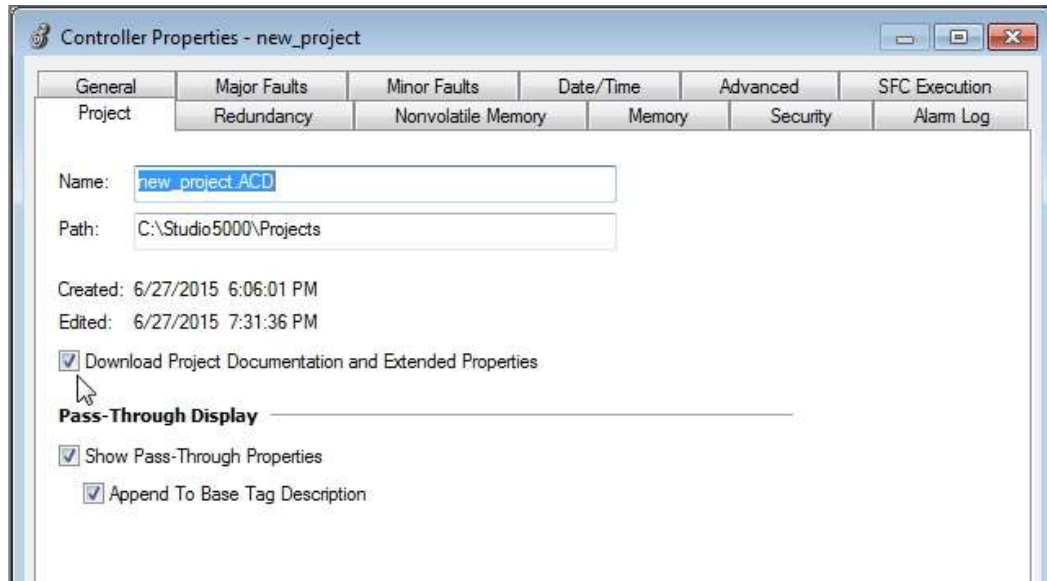 Controller Properties - new_project
General Major Faults Minor Faults Date/Time Advanced SFC Execution
Project Redundancy Nonvolatile Memory Memory Security Alarm Log
Name: new_project.ACD
Path: C:\Studio5000\Projects
Created: 6/27/2015 6:06:01 PM
Edited: 6/27/2015 7:31:36 PM
Download Project Documentation and Extended Properties
Pass-Through Display
Show Pass-Through Properties
Append To Base Tag Description